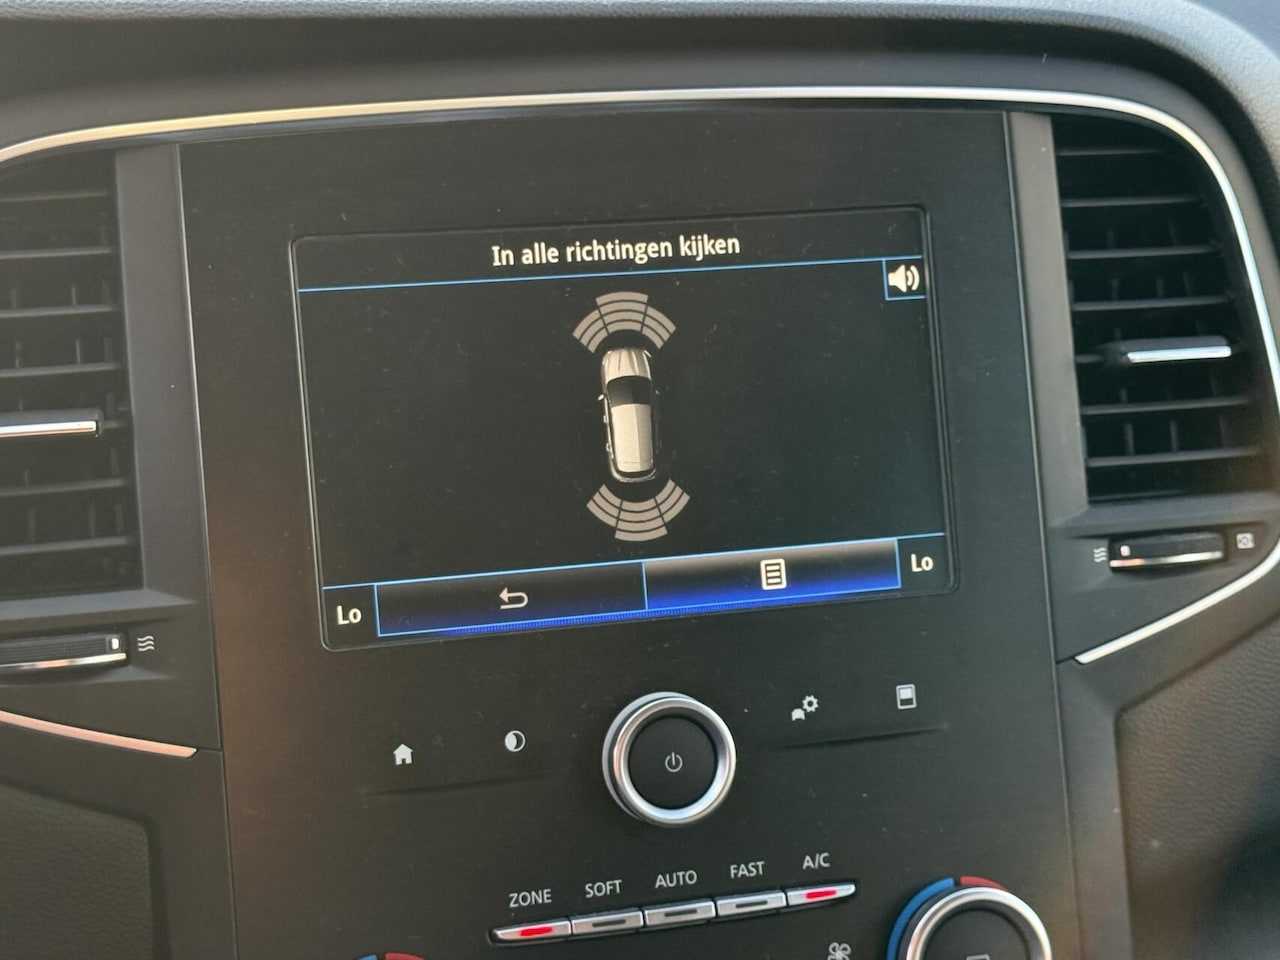 In alle richtingen kijken
Lo
Lo
ZONE SOFT AUTO FAST A/C